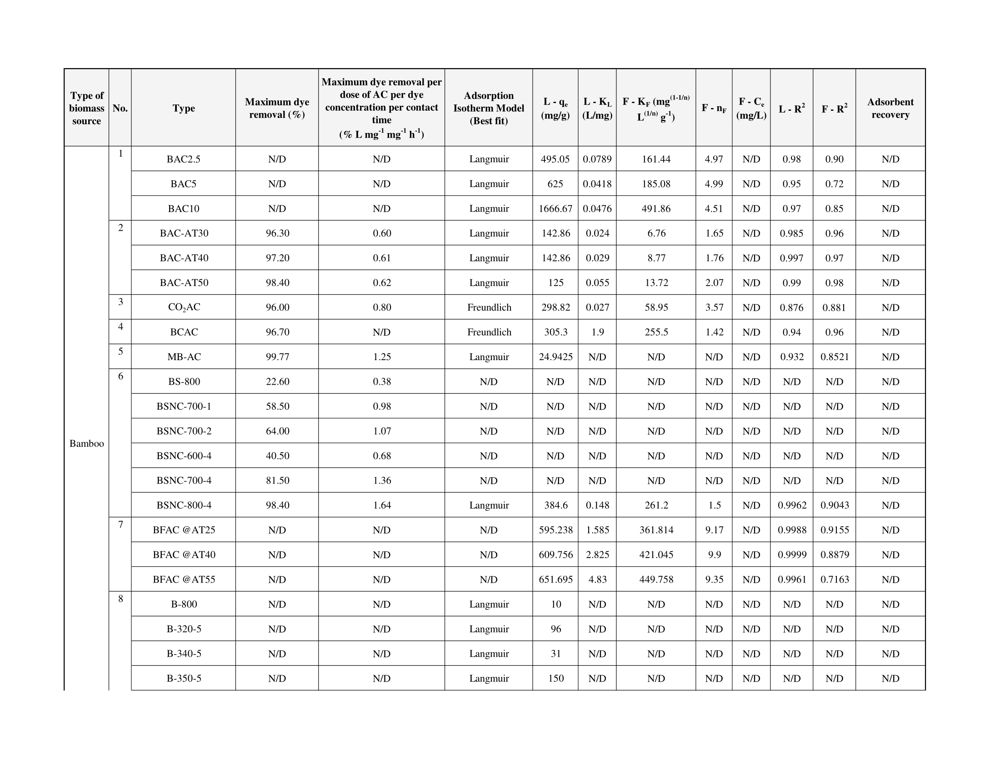 Type of biomass source | No. | Type | Maximum dye removal (%) | Maximum dye removal per dose of AC per dye concentration per contact time (% L mg-1 mg-1 h-1) | Adsorption Isotherm Model (Best fit) | L - qe (mg/g) | L - KL (L/mg) | F - KF (mg(1-1/n) L(1/n) g-1) | F - nF | F - Ce (mg/L) | L - R2 | F - R2 | Adsorbent recovery
Bamboo
1 | BAC2.5 | N/D | N/D | Langmuir | 495.05 | 0.0789 | 161.44 | 4.97 | N/D | 0.98 | 0.90 | N/D
BAC5 | N/D | N/D | Langmuir | 625 | 0.0418 | 185.08 | 4.99 | N/D | 0.95 | 0.72 | N/D
BAC10 | N/D | N/D | Langmuir | 1666.67 | 0.0476 | 491.86 | 4.51 | N/D | 0.97 | 0.85 | N/D
2 | BAC-AT30 | 96.30 | 0.60 | Langmuir | 142.86 | 0.024 | 6.76 | 1.65 | N/D | 0.985 | 0.96 | N/D
BAC-AT40 | 97.20 | 0.61 | Langmuir | 142.86 | 0.029 | 8.77 | 1.76 | N/D | 0.997 | 0.97 | N/D
BAC-AT50 | 98.40 | 0.62 | Langmuir | 125 | 0.055 | 13.72 | 2.07 | N/D | 0.99 | 0.98 | N/D
3 | CO2AC | 96.00 | 0.80 | Freundlich | 298.82 | 0.027 | 58.95 | 3.57 | N/D | 0.876 | 0.881 | N/D
4 | BCAC | 96.70 | N/D | Freundlich | 305.3 | 1.9 | 255.5 | 1.42 | N/D | 0.94 | 0.96 | N/D
5 | MB-AC | 99.77 | 1.25 | Langmuir | 24.9425 | N/D | N/D | N/D | N/D | 0.932 | 0.8521 | N/D
6 | BS-800 | 22.60 | 0.38 | N/D | N/D | N/D | N/D | N/D | N/D | N/D | N/D | N/D
BSNC-700-1 | 58.50 | 0.98 | N/D | N/D | N/D | N/D | N/D | N/D | N/D | N/D | N/D
BSNC-700-2 | 64.00 | 1.07 | N/D | N/D | N/D | N/D | N/D | N/D | N/D | N/D | N/D
BSNC-600-4 | 40.50 | 0.68 | N/D | N/D | N/D | N/D | N/D | N/D | N/D | N/D | N/D
BSNC-700-4 | 81.50 | 1.36 | N/D | N/D | N/D | N/D | N/D | N/D | N/D | N/D | N/D
BSNC-800-4 | 98.40 | 1.64 | Langmuir | 384.6 | 0.148 | 261.2 | 1.5 | N/D | 0.9962 | 0.9043 | N/D
7 | BFAC @AT25 | N/D | N/D | N/D | 595.238 | 1.585 | 361.814 | 9.17 | N/D | 0.9988 | 0.9155 | N/D
BFAC @AT40 | N/D | N/D | N/D | 609.756 | 2.825 | 421.045 | 9.9 | N/D | 0.9999 | 0.8879 | N/D
BFAC @AT55 | N/D | N/D | N/D | 651.695 | 4.83 | 449.758 | 9.35 | N/D | 0.9961 | 0.7163 | N/D
8 | B-800 | N/D | N/D | Langmuir | 10 | N/D | N/D | N/D | N/D | N/D | N/D | N/D
B-320-5 | N/D | N/D | Langmuir | 96 | N/D | N/D | N/D | N/D | N/D | N/D | N/D
B-340-5 | N/D | N/D | Langmuir | 31 | N/D | N/D | N/D | N/D | N/D | N/D | N/D
B-350-5 | N/D | N/D | Langmuir | 150 | N/D | N/D | N/D | N/D | N/D | N/D | N/D